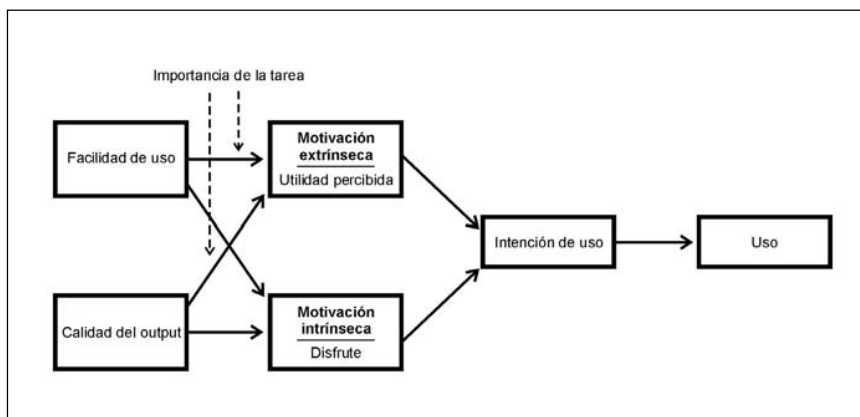 Importancia de la tarea
Facilidad de uso
Motivación
extrínseca
Utilidad percibida
Intención de uso
Uso
Calidad del output
Motivación
intrínseca
Disfrute